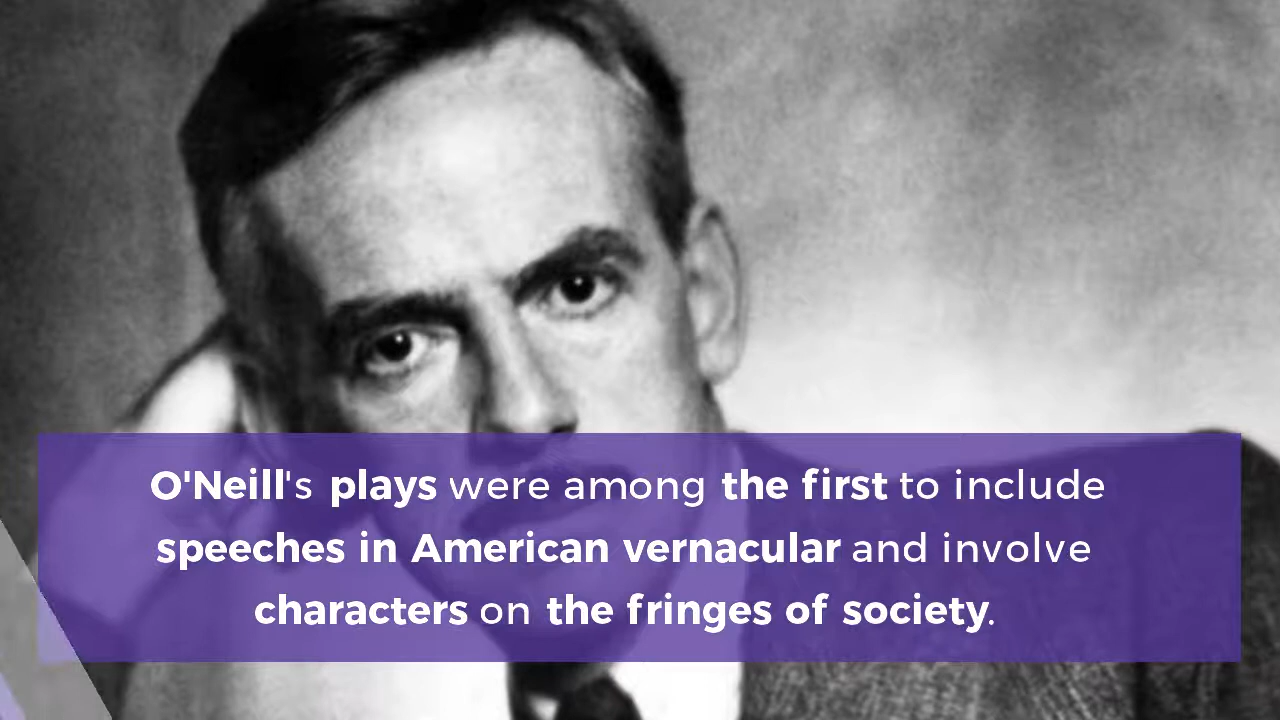 O'Neill's plays were among the first to include
speeches in American vernacular and involve
characters on the fringes of society.